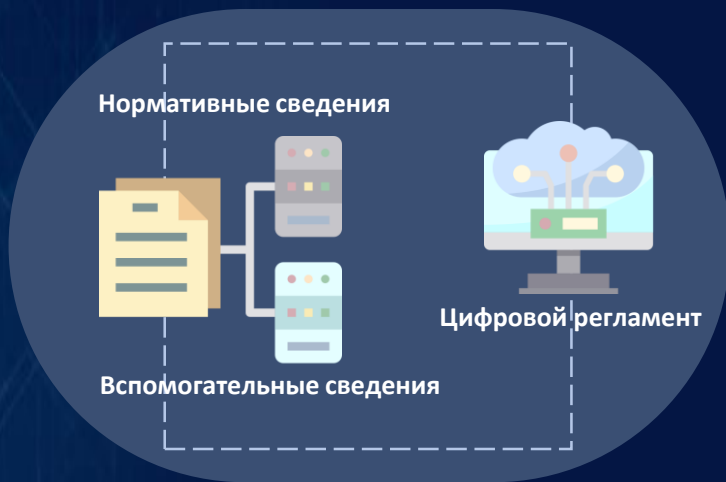 Нормативные сведения
Цифровой регламент
Вспомогательные сведения